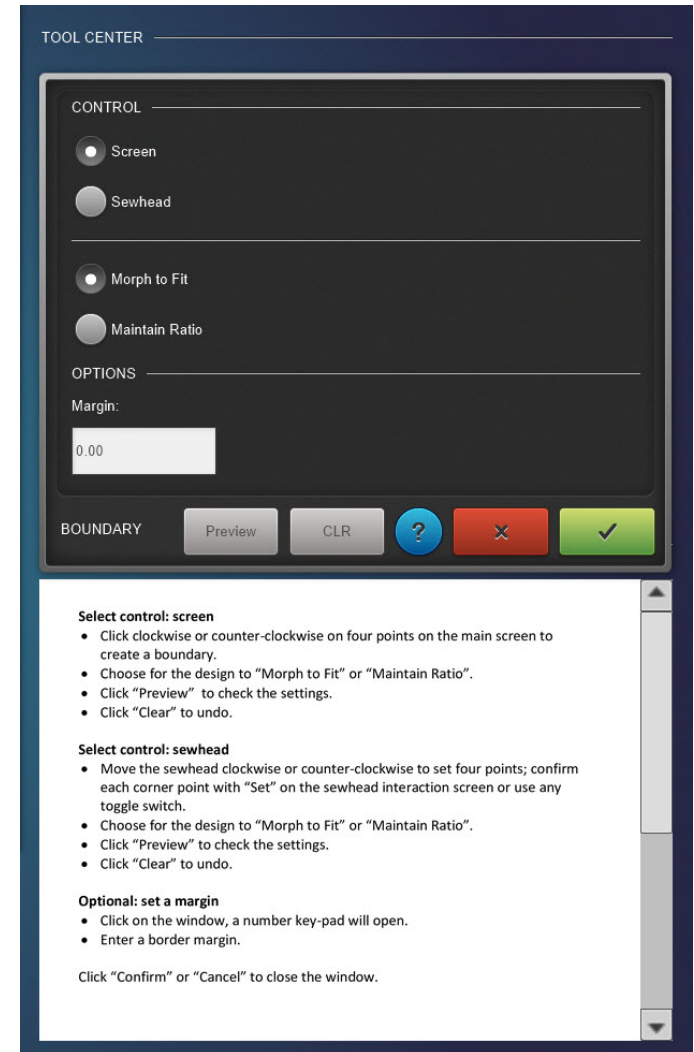 TOOL CENTER
CONTROL
Screen
Sewhead
Morph to Fit
Maintain Ratio
OPTIONS
Margin:
0.00
BOUNDARY Preview CLR ?
Select control: screen
• Click clockwise or counter-clockwise on four points on the main screen to
create a boundary.
• Choose for the design to “Morph to Fit” or “Maintain Ratio”.
• Click “Preview” to check the settings.
• Click “Clear” to undo.
Select control: sewhead
• Move the sewhead clockwise or counter-clockwise to set four points; confirm
each corner point with “Set” on the sewhead interaction screen or use any
toggle switch.
• Choose for the design to “Morph to Fit” or “Maintain Ratio”.
• Click “Preview” to check the settings.
• Click “Clear” to undo.
Optional: set a margin
• Click on the window, a number key-pad will open.
• Enter a border margin.
Click “Confirm” or “Cancel” to close the window.